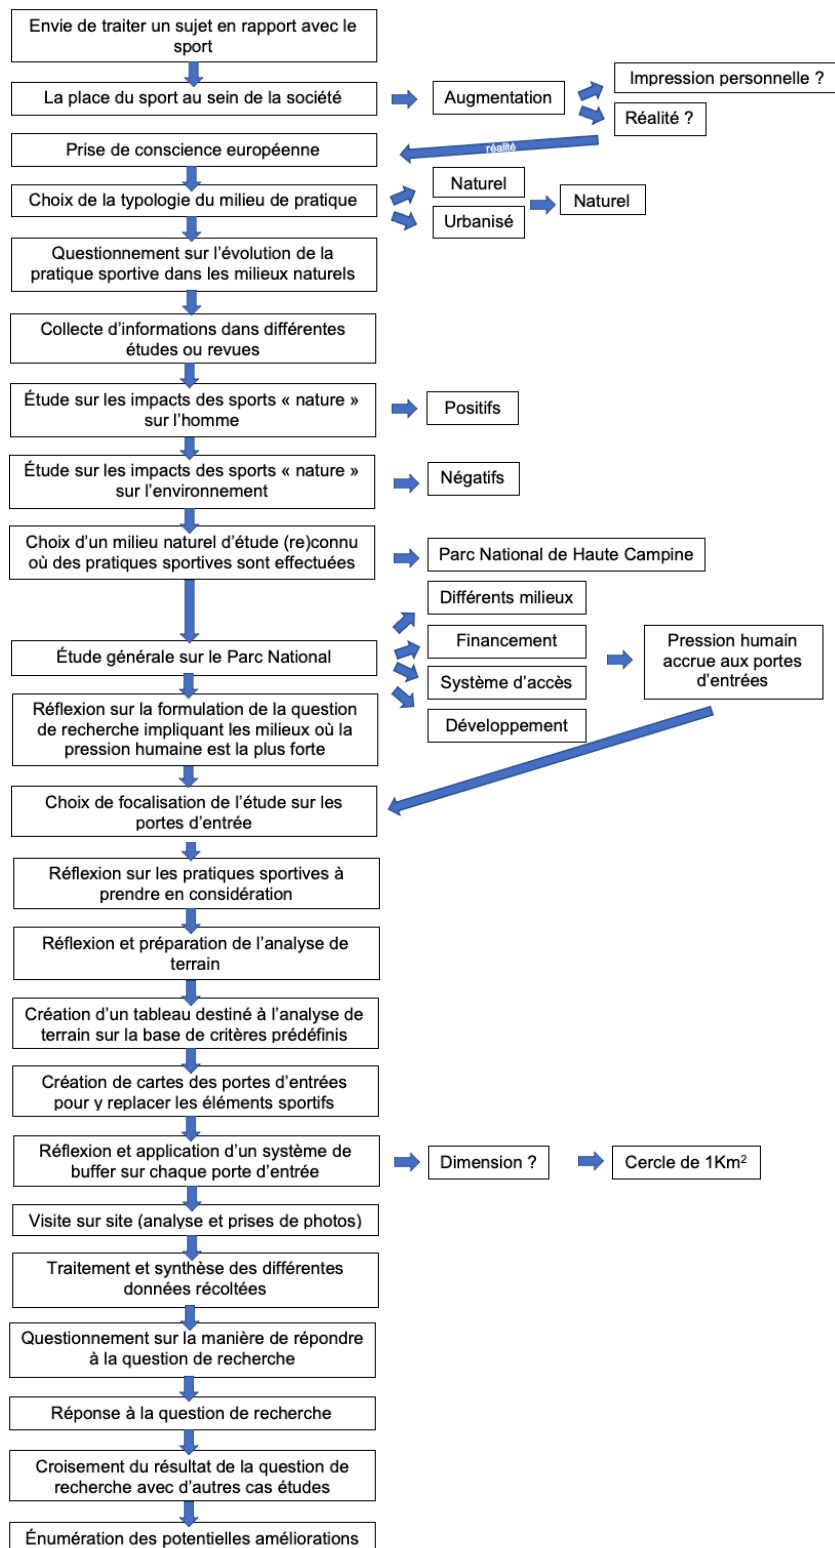 Envie de traiter un sujet en rapport avec le
sport
La place du sport au sein de la société
Augmentation
Impression personnelle ?
Réalité ?
réalité
Prise de conscience européenne
Choix de la typologie du milieu de pratique
Naturel
Urbanisé
Naturel
Questionnement sur l'évolution de la
pratique sportive dans les milieux naturels
Collecte d'informations dans différentes
études ou revues
Étude sur les impacts des sports « nature »
sur l'homme
Positifs
Étude sur les impacts des sports « nature »
sur l'environnement
Négatifs
Choix d'un milieu naturel d'étude (re)connu
où des pratiques sportives sont effectuées
Parc National de Haute Campine
Étude générale sur le Parc National
Différents milieux
Financement
Système d'accès
Développement
Pression humain
accrue aux portes
d'entrées
Réflexion sur la formulation de la question
de recherche impliquant les milieux où la
pression humaine est la plus forte
Choix de focalisation de l'étude sur les
portes d'entrée
Réflexion sur les pratiques sportives à
prendre en considération
Réflexion et préparation de l'analyse de
terrain
Création d'un tableau destiné à l'analyse de
terrain sur la base de critères prédéfinis
Création de cartes des portes d'entrées
pour y replacer les éléments sportifs
Réflexion et application d'un système de
buffer sur chaque porte d'entrée
Dimension ?
Cercle de 1Km²
Visite sur site (analyse et prises de photos)
Traitement et synthèse des différentes
données récoltées
Questionnement sur la manière de répondre
à la question de recherche
Réponse à la question de recherche
Croisement du résultat de la question de
recherche avec d'autres cas études
Énumération des potentielles améliorations